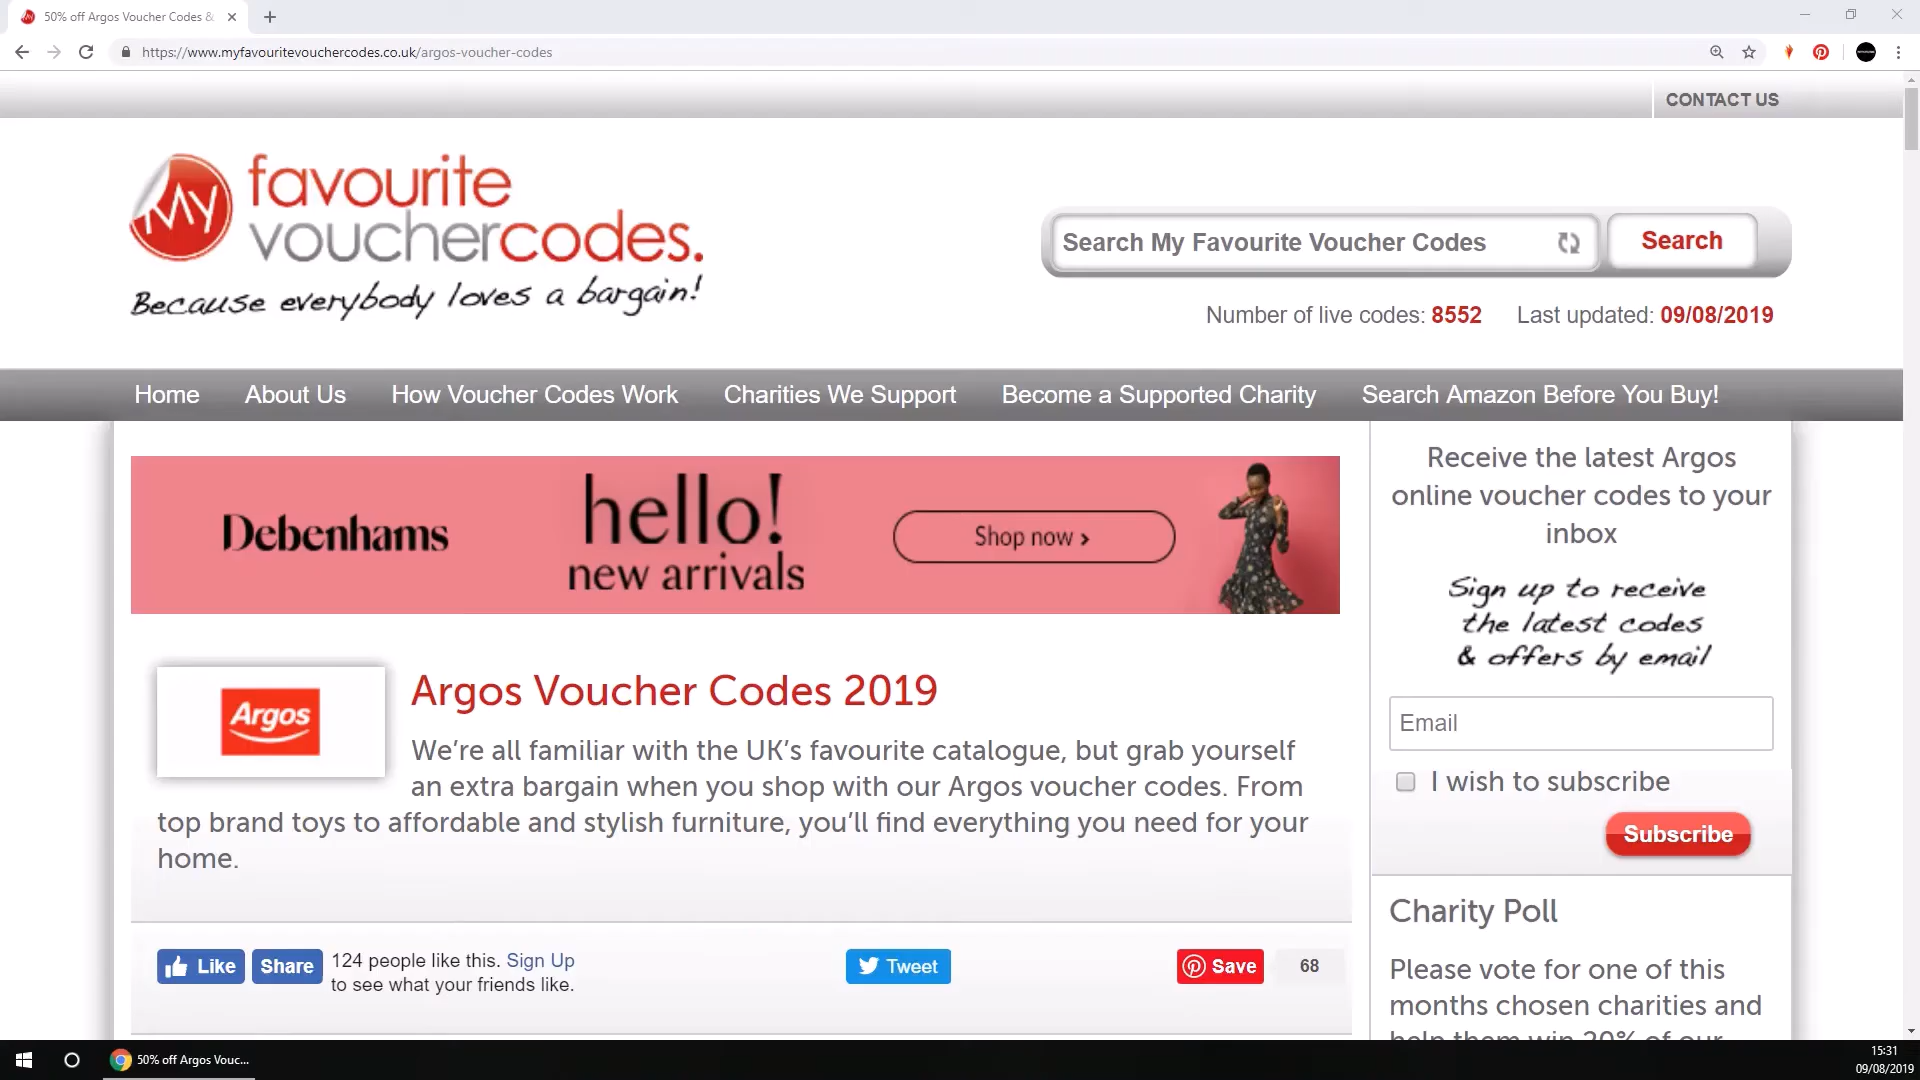 50% off Argos Voucher Codes &
https://www.myfavouritevouchercodes.co.uk/argos-voucher-codes
CONTACT US
My favourite
vouchercodes.
Because everybody loves a bargain!
Search My Favourite Voucher Codes
Search
Number of live codes: 8552 Last updated: 09/08/2019
Home About Us How Voucher Codes Work Charities We Support Become a Supported Charity Search Amazon Before You Buy!
Debenhams
hello!
new arrivals
Shop now ›
Argos
Argos Voucher Codes 2019
We’re all familiar with the UK’s favourite catalogue, but grab yourself
an extra bargain when you shop with our Argos voucher codes. From
top brand toys to affordable and stylish furniture, you’ll find everything you need for your
home.
Like Share 124 people like this. Sign Up
to see what your friends like.
Tweet
Save 68
Receive the latest Argos
online voucher codes to your
inbox
Sign up to receive
the latest codes
& offers by email
Email
I wish to subscribe
Subscribe
Charity Poll
Please vote for one of this
months chosen charities and
help them win 20% of our
50% off Argos Vouc...
15:31
09/08/2019